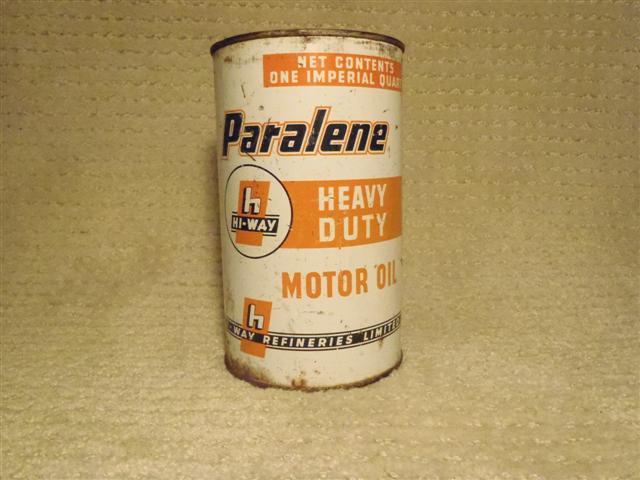 NET CONTENTS
ONE IMPERIAL QUART
Paralene
h
HI-WAY
HEAVY
DUTY
MOTOR OIL
h
-WAY REFINERIES LIMITED